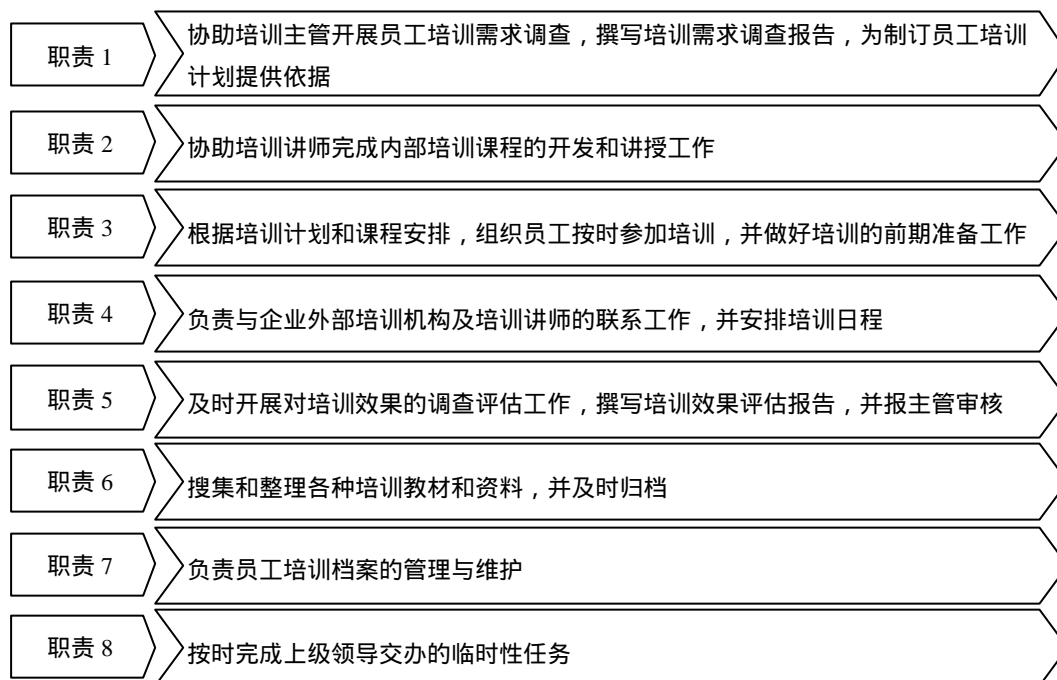 职责 1
协助培训主管开展员工培训需求调查，撰写培训需求调查报告，为制订员工培训
计划提供依据
职责 2
协助培训讲师完成内部培训课程的开发和讲授工作
职责 3
根据培训计划和课程安排，组织员工按时参加培训，并做好培训的前期准备工作
职责 4
负责与企业外部培训机构及培训讲师的联系工作，并安排培训日程
职责 5
及时开展对培训效果的调查评估工作，撰写培训效果评估报告，并报主管审核
职责 6
搜集和整理各种培训教材和资料，并及时归档
职责 7
负责员工培训档案的管理与维护
职责 8
按时完成上级领导交办的临时性任务